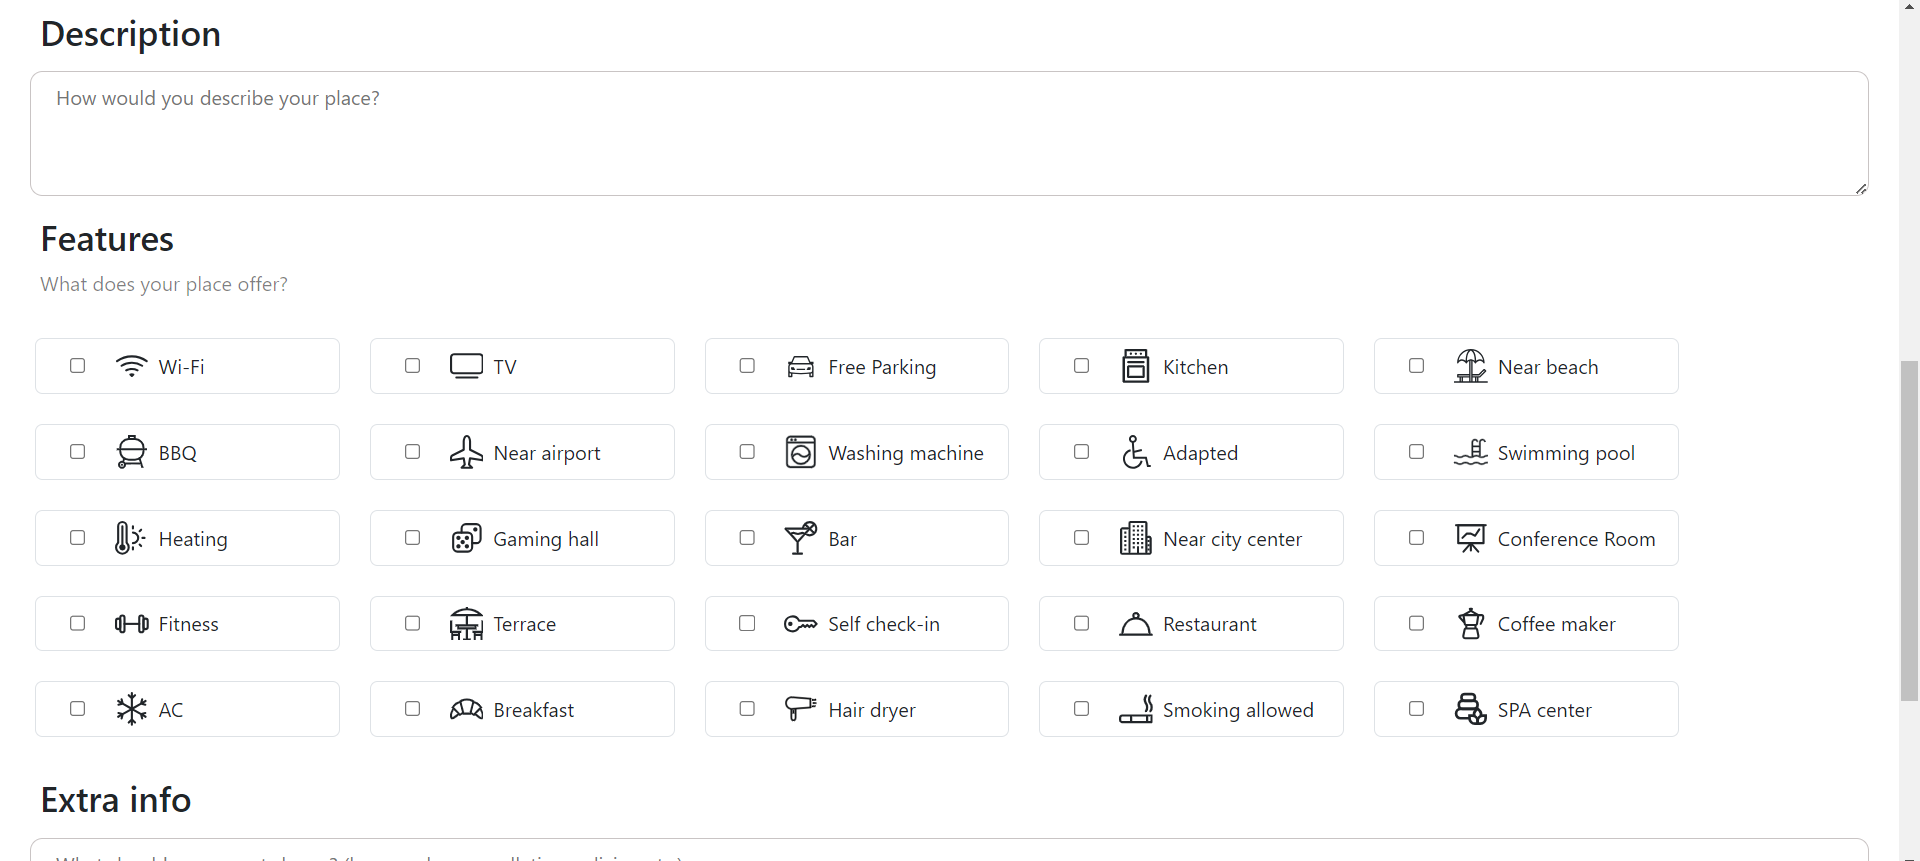 Description
How would you describe your place?
Features
What does your place offer?
Wi-Fi TV Free Parking Kitchen Near beach
BBQ Near airport Washing machine Adapted Swimming pool
Heating Gaming hall Bar Near city center Conference Room
Fitness Terrace Self check-in Restaurant Coffee maker
AC Breakfast Hair dryer Smoking allowed SPA center
Extra info